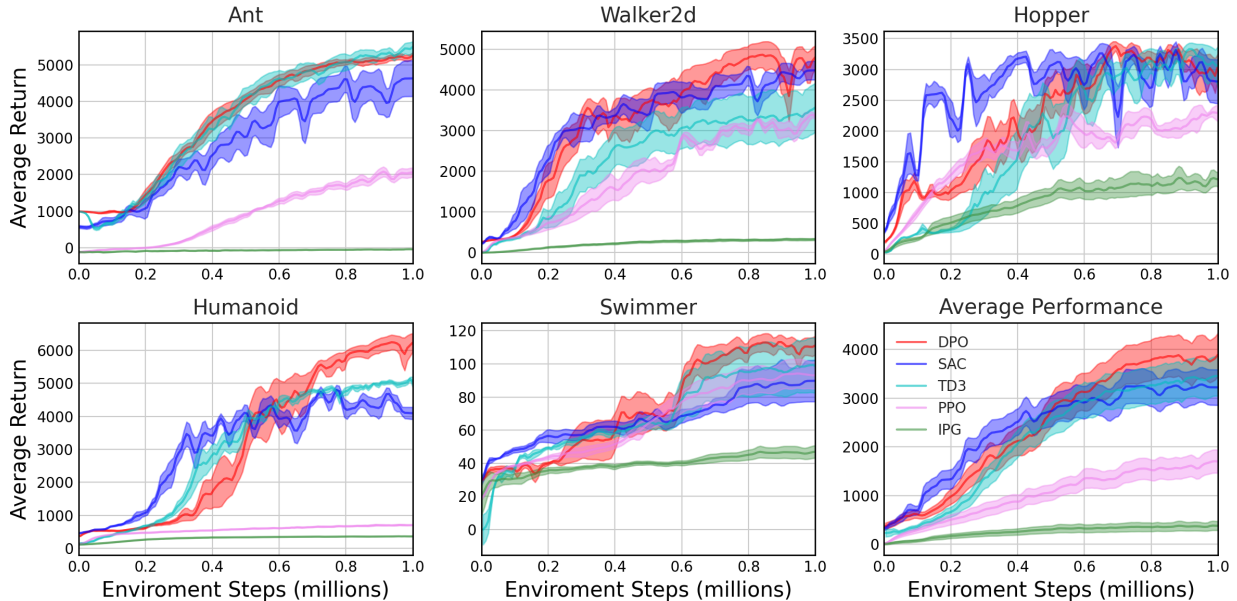 Ant
Walker2d
Hopper
Average Return
5000
4000
3000
2000
1000
0
0.0 0.2 0.4 0.6 0.8 1.0
5000
4000
3000
2000
1000
0
0.0 0.2 0.4 0.6 0.8 1.0
3500
3000
2500
2000
1500
1000
500
0
0.0 0.2 0.4 0.6 0.8 1.0
Humanoid
Swimmer
Average Performance
Average Return
6000
5000
4000
3000
2000
1000
0
0.0 0.2 0.4 0.6 0.8 1.0
Enviroment Steps (millions)
120
100
80
60
40
20
0
0.0 0.2 0.4 0.6 0.8 1.0
Enviroment Steps (millions)
4000
3000
2000
1000
0
DPO
SAC
TD3
PPO
IPG
0.0 0.2 0.4 0.6 0.8 1.0
Enviroment Steps (millions)